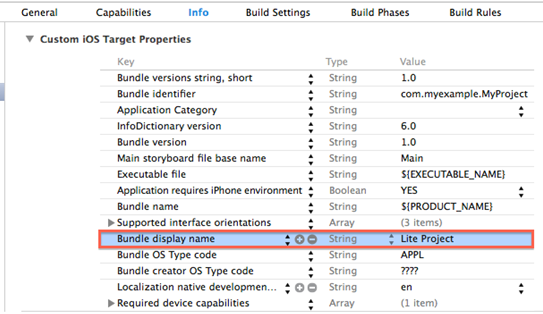 General Capabilities Info Build Settings Build Phases Build Rules
Custom iOS Target Properties
Key Type Value
Bundle versions string, short String 1.0
Bundle identifier String com.myexample.MyProject
Application Category String
InfoDictionary version String 6.0
Bundle version String 1.0
Main storyboard file base name String Main
Executable file String ${EXECUTABLE_NAME}
Application requires iPhone environment Boolean YES
Bundle name String ${PRODUCT_NAME}
Supported interface orientations Array (3 items)
Bundle display name String Lite Project
Bundle OS Type code String APPL
Bundle creator OS Type code String ????
Localization native developmen... String en
Required device capabilities Array (1 item)